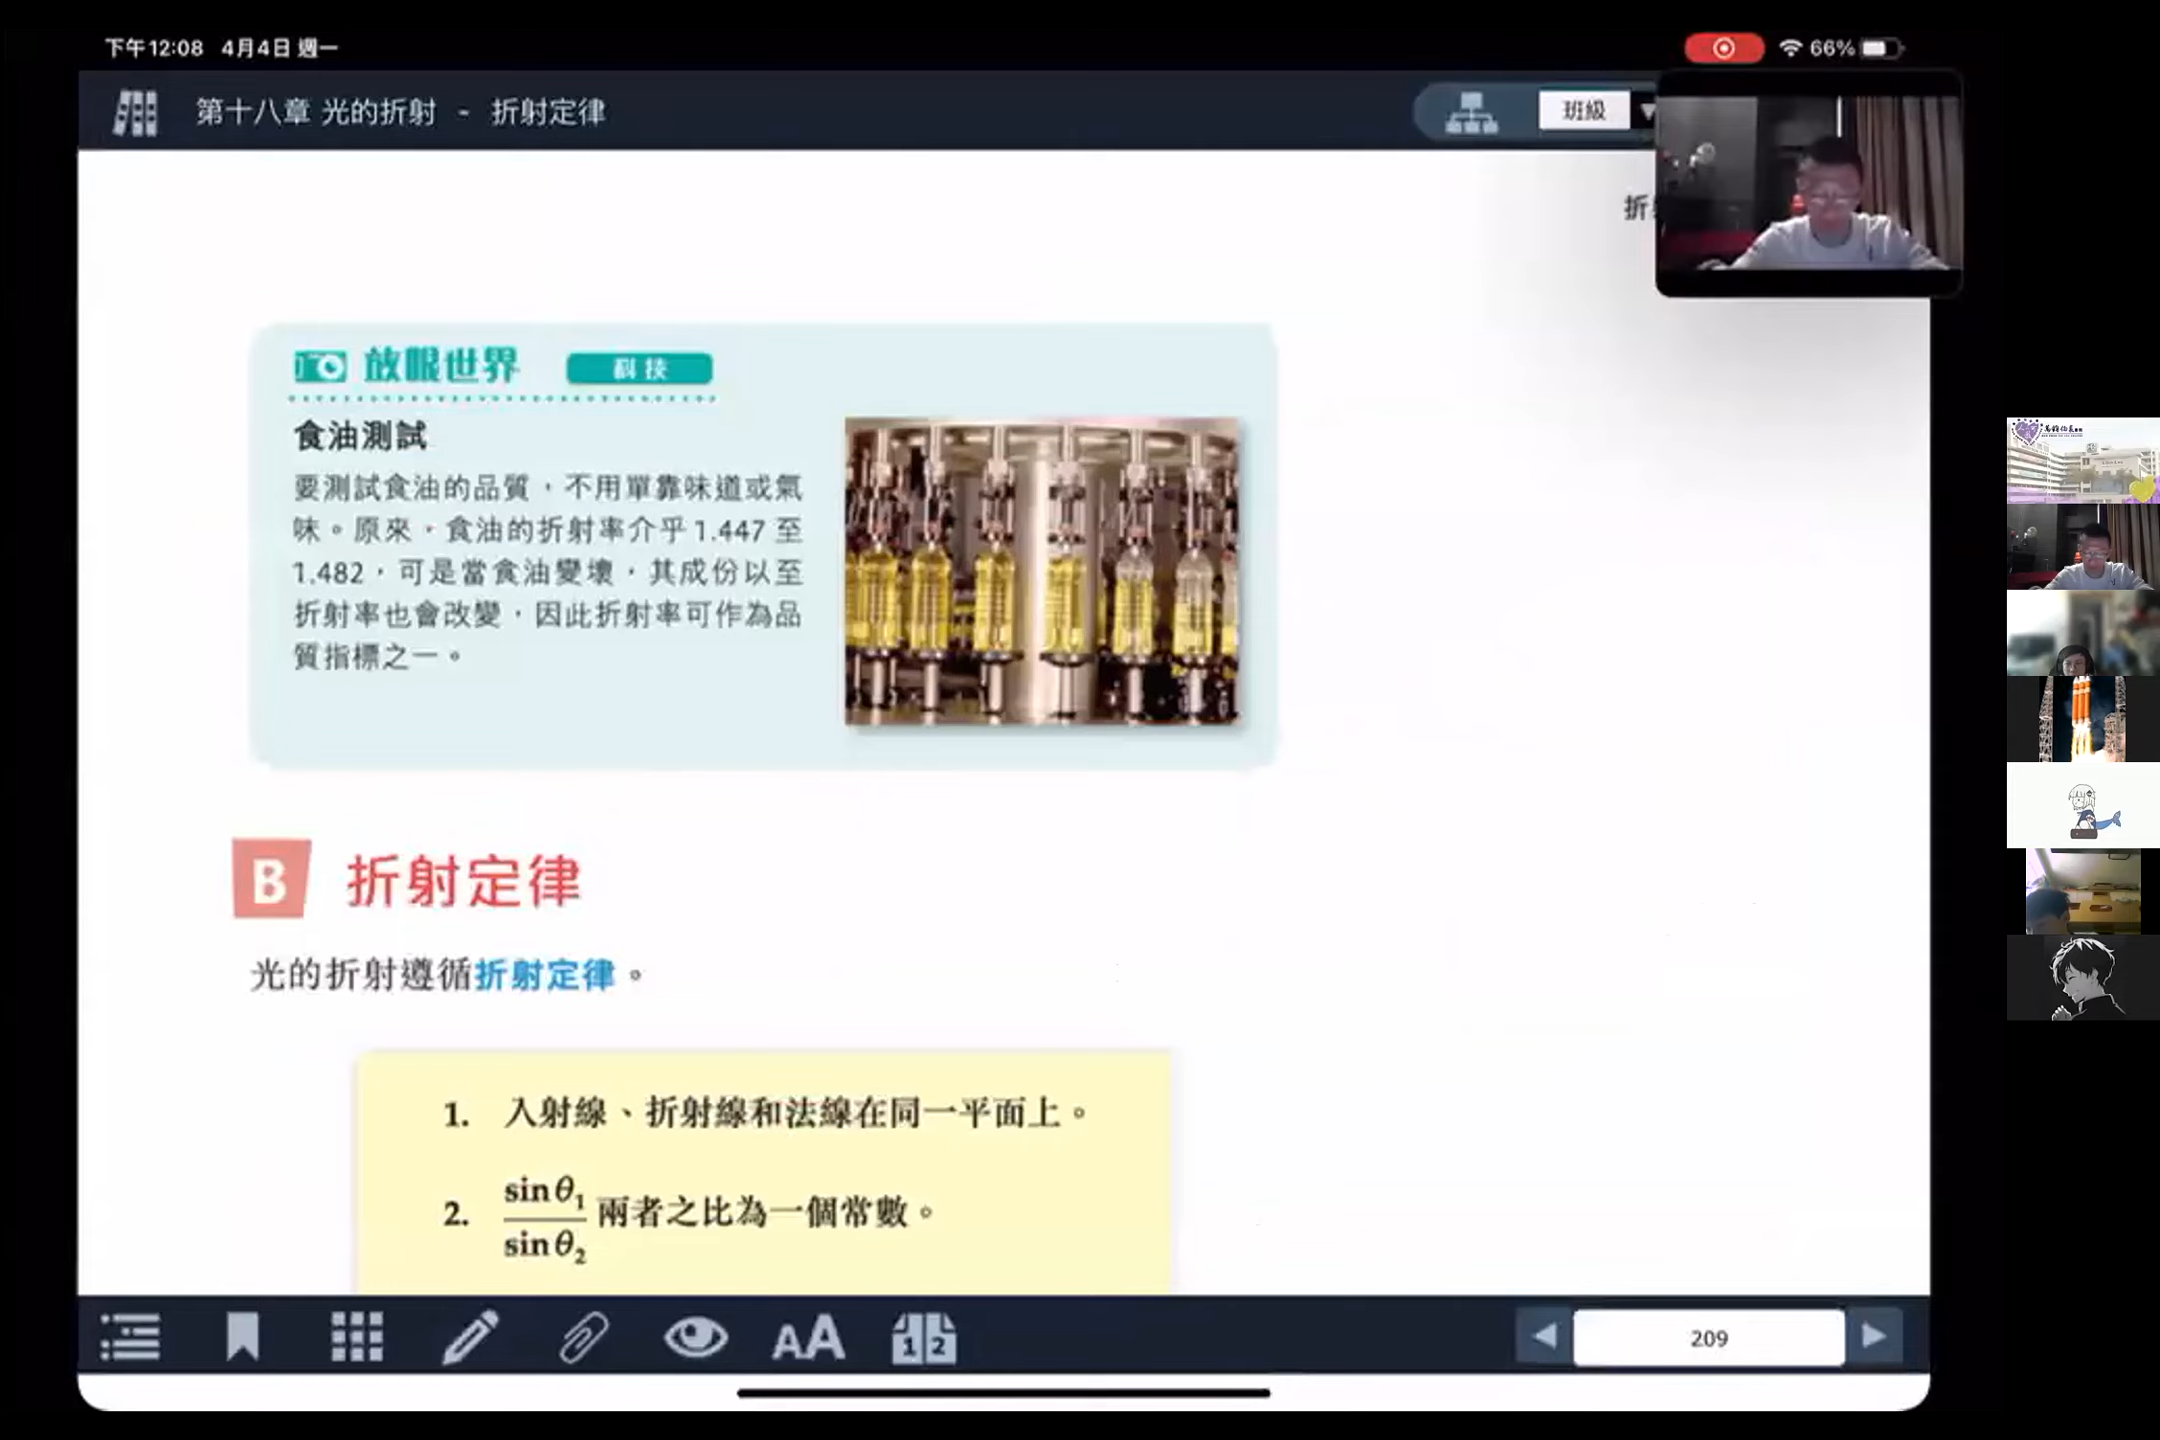 下午12:08 4月4日 週一
66%
第十八章 光的折射 - 折射定律
班級
折
放眼世界 科技
食油測試
要測試食油的品質,不用單靠味道或氣
味。原來,食油的折射率介乎 1.447 至
1.482,可是當食油變壞,其成份以至
折射率也會改變,因此折射率可作為品
質指標之一。
B 折射定律
光的折射遵循折射定律。
1. 入射線、折射線和法線在同一平面上。
2. sin θ₁ / sin θ₂ 兩者之比為一個常數。
AA
1 2
209